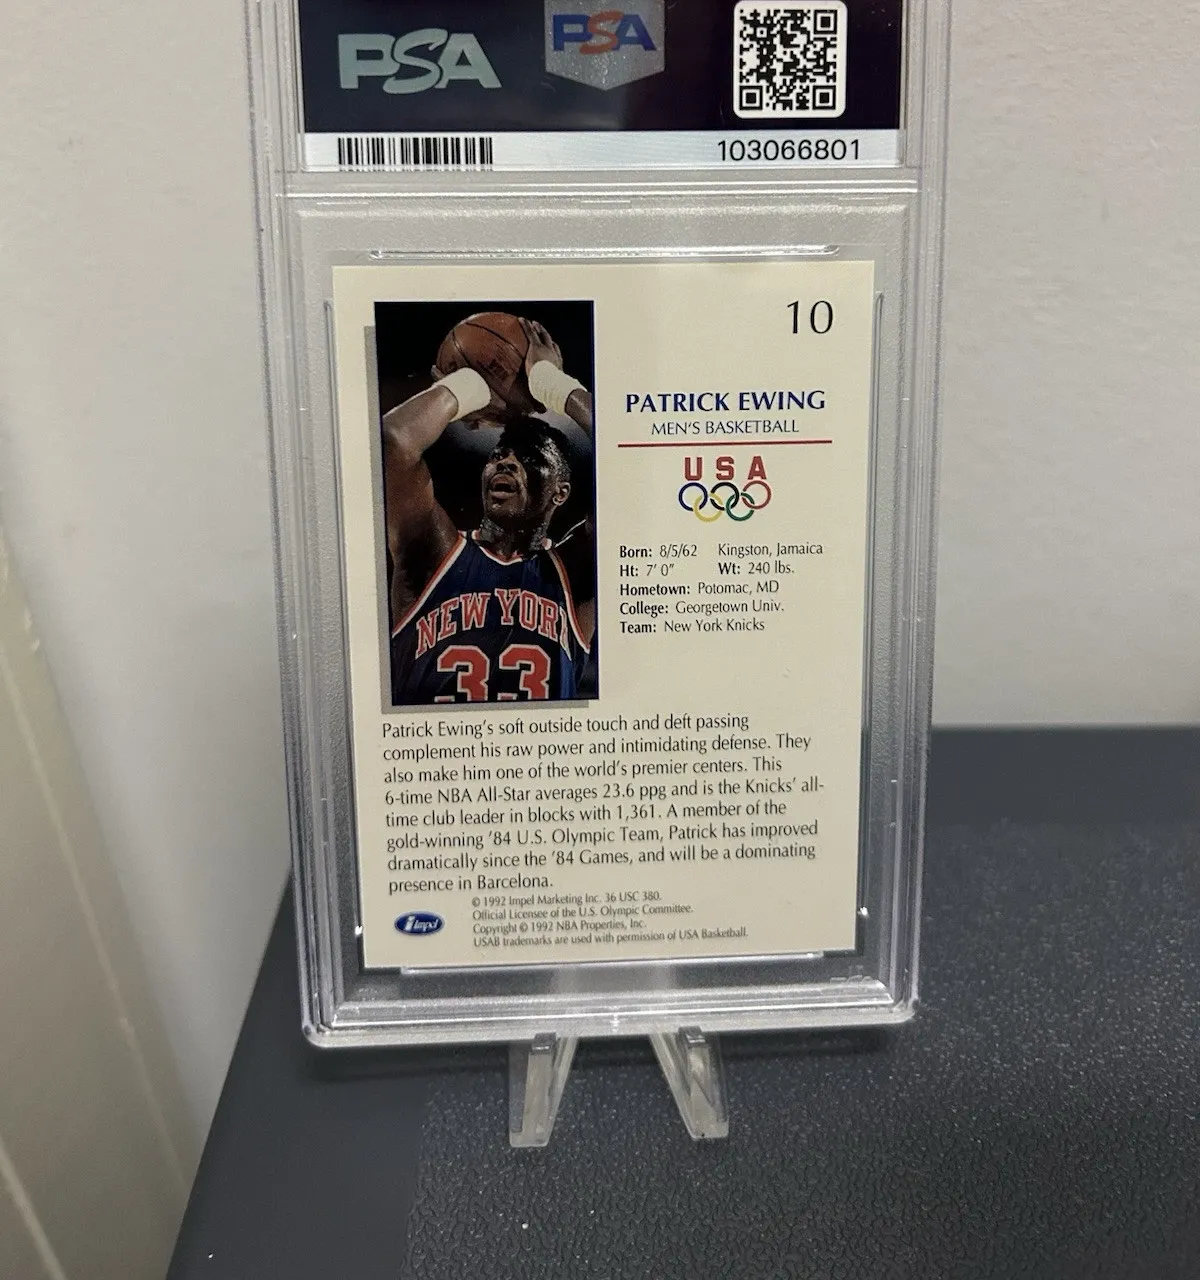 PSA
PSA
103066801
10
PATRICK EWING
MEN'S BASKETBALL
USA
Born: 8/5/62 Kingston, Jamaica
Ht: 7' 0" Wt: 240 lbs.
Hometown: Potomac, MD
College: Georgetown Univ.
Team: New York Knicks
NEW YORK
33
Patrick Ewing's soft outside touch and deft passing
complement his raw power and intimidating defense. They
also make him one of the world's premier centers. This
6-time NBA All-Star averages 23.6 ppg and is the Knicks' all-
time club leader in blocks with 1,361. A member of the
gold-winning '84 U.S. Olympic Team, Patrick has improved
dramatically since the '84 Games, and will be a dominating
presence in Barcelona.
© 1992 Impel Marketing Inc. 36 USC 380.
Official Licensee of the U.S. Olympic Committee.
Copyright © 1992 NBA Properties, Inc.
USAB trademarks are used with permission of USA Basketball.
impel